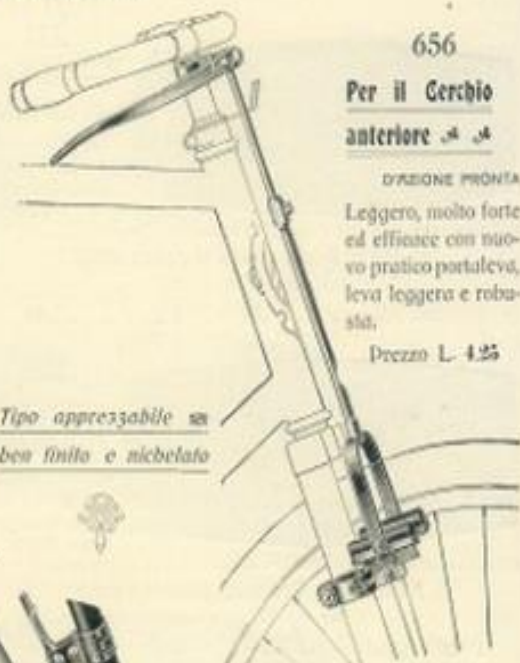 656
Per il Cerchio
anteriore
D'AZIONE PRONTA
Leggero, molto forte
ed efficace con nuo-
vo pratico portaleva,
leva leggera e robu-
sta.
Prezzo L. 4.25
Tipo apprezzabile
ben finito e nichelato